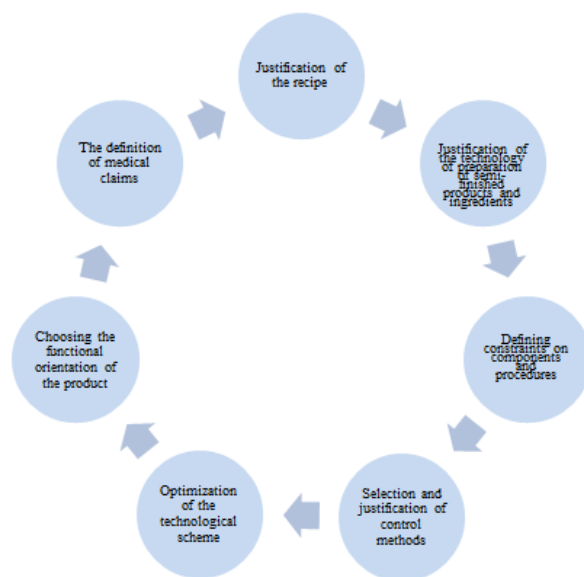 Justification of
the recipe
Justification of
the technology
of preparation
of semi-
finished
products and
ingredients
Defining
constraints on
components
and
procedures
Selection and
justification of
control
methods
Optimization
of the
technological
scheme
Choosing the
functional
orientation of
the product
The definition
of medical
claims